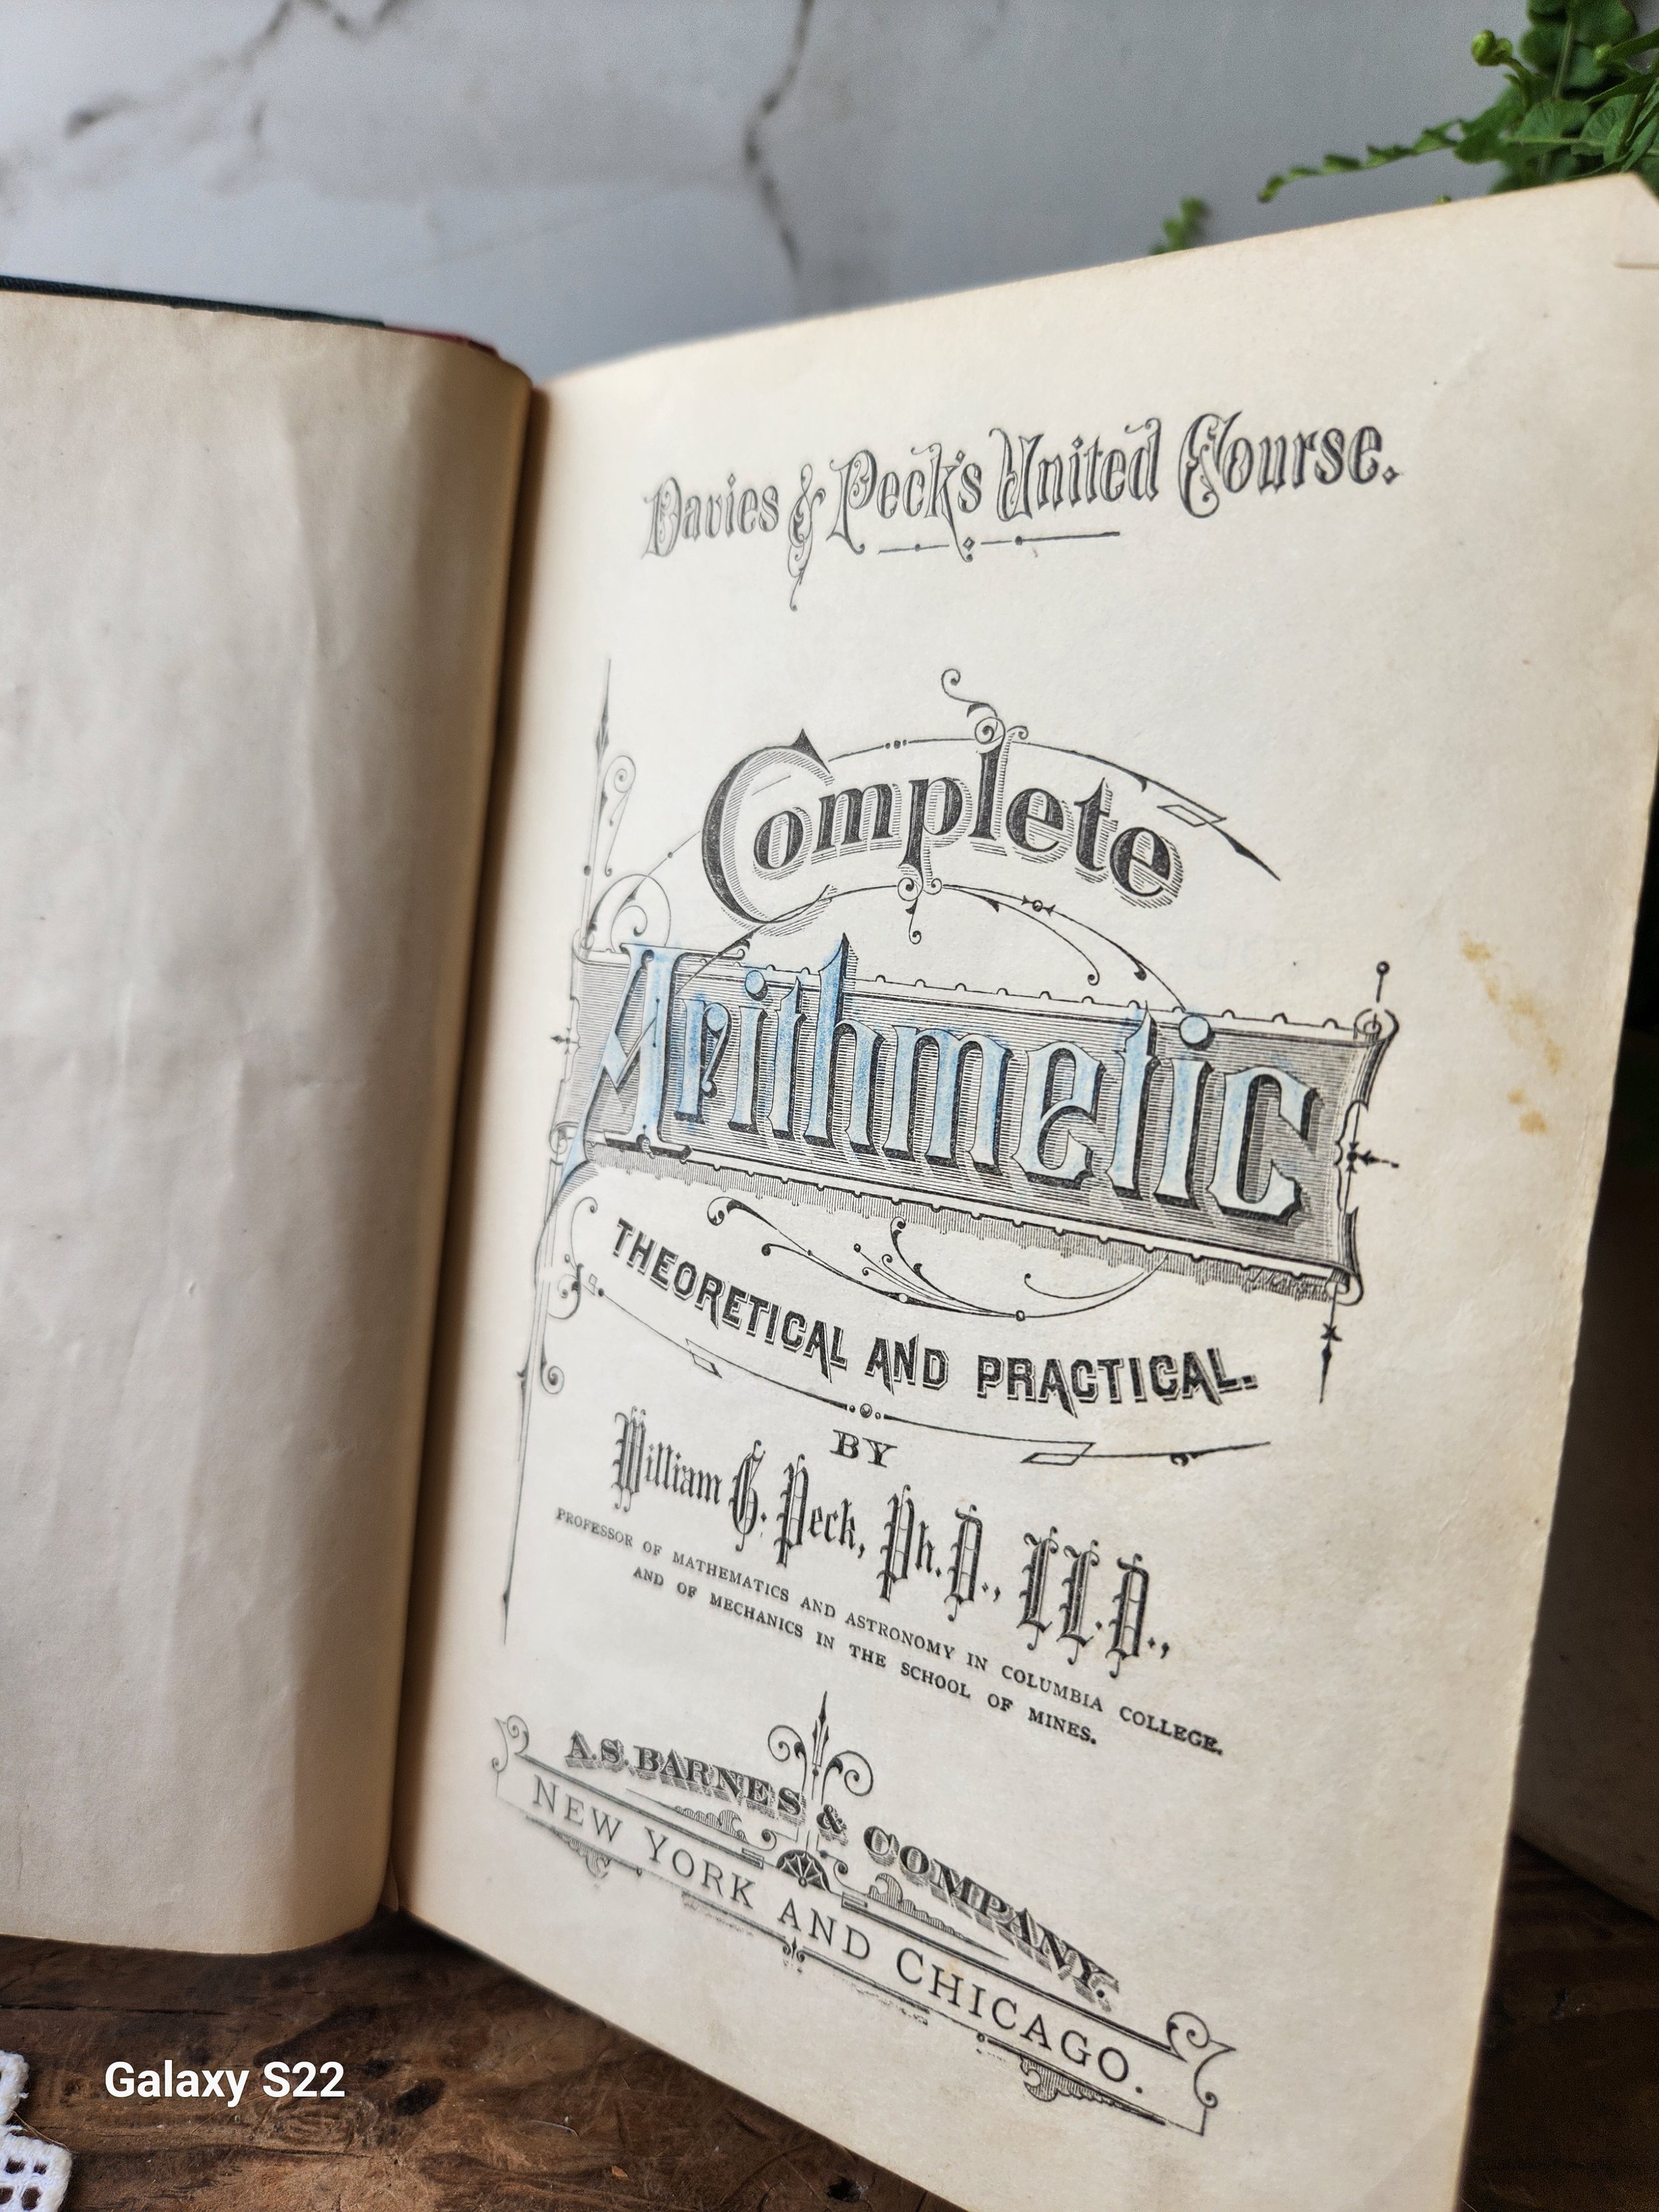 Davies & Peck's United Course.
Complete
Arithmetic
THEORETICAL AND PRACTICAL.
BY
William G. Peck, Ph.D., LL.D.,
PROFESSOR OF MATHEMATICS AND ASTRONOMY IN COLUMBIA COLLEGE.
AND OF MECHANICS IN THE SCHOOL OF MINES.
A.S. BARNES & COMPANY.
NEW YORK AND CHICAGO.
Galaxy S22